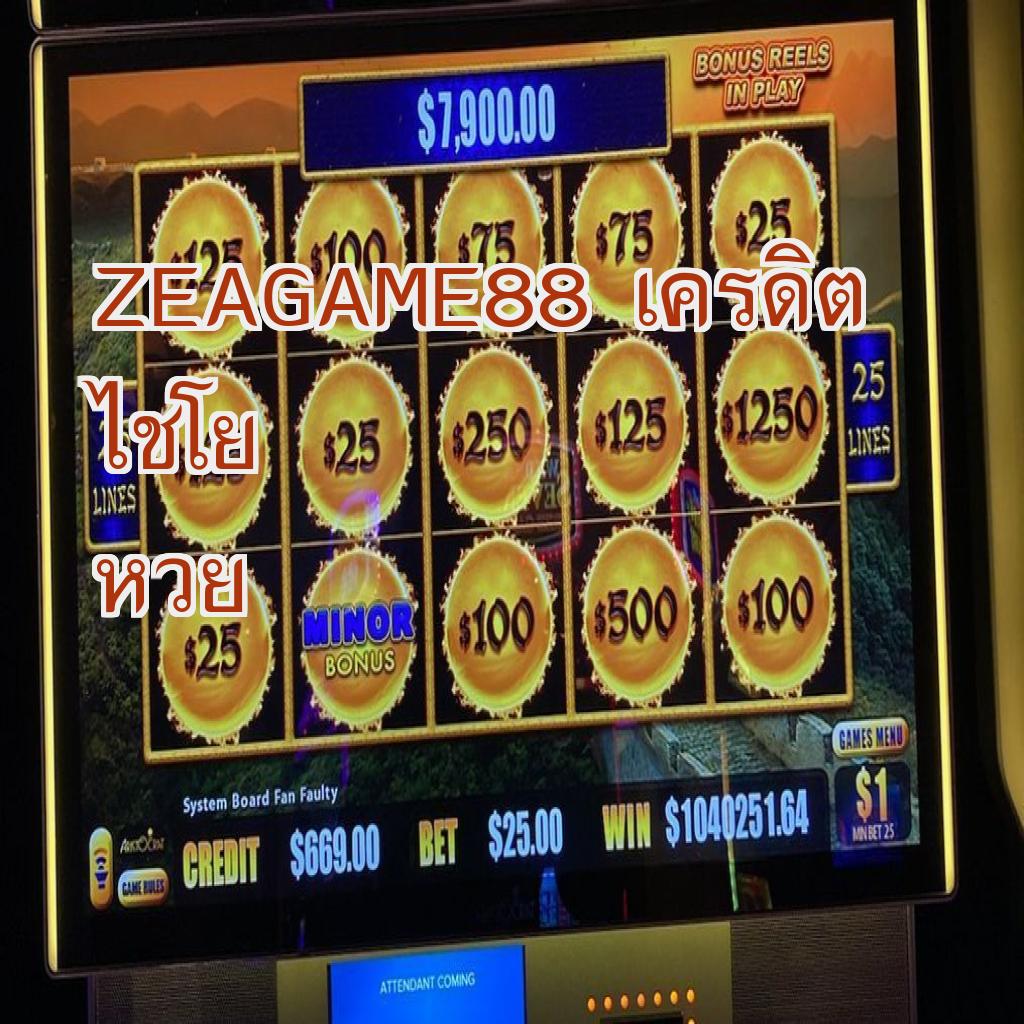 BONUS REELS
IN PLAY
$7,900.00
$125 $100 $75 $75 $25
ZEAGAME88 เครดิต
ไชโย
หวย
$25 $250 $125 $1250
25
LINES
LINES
$25 MINOR
BONUS $100 $500 $100
GAMES MENU
$1
MIN BET 25
System Board Fan Faulty
ARISTOCRAT
GAME RULES
CREDIT $669.00 BET $25.00 WIN $1040251.64
ATTENDANT COMING